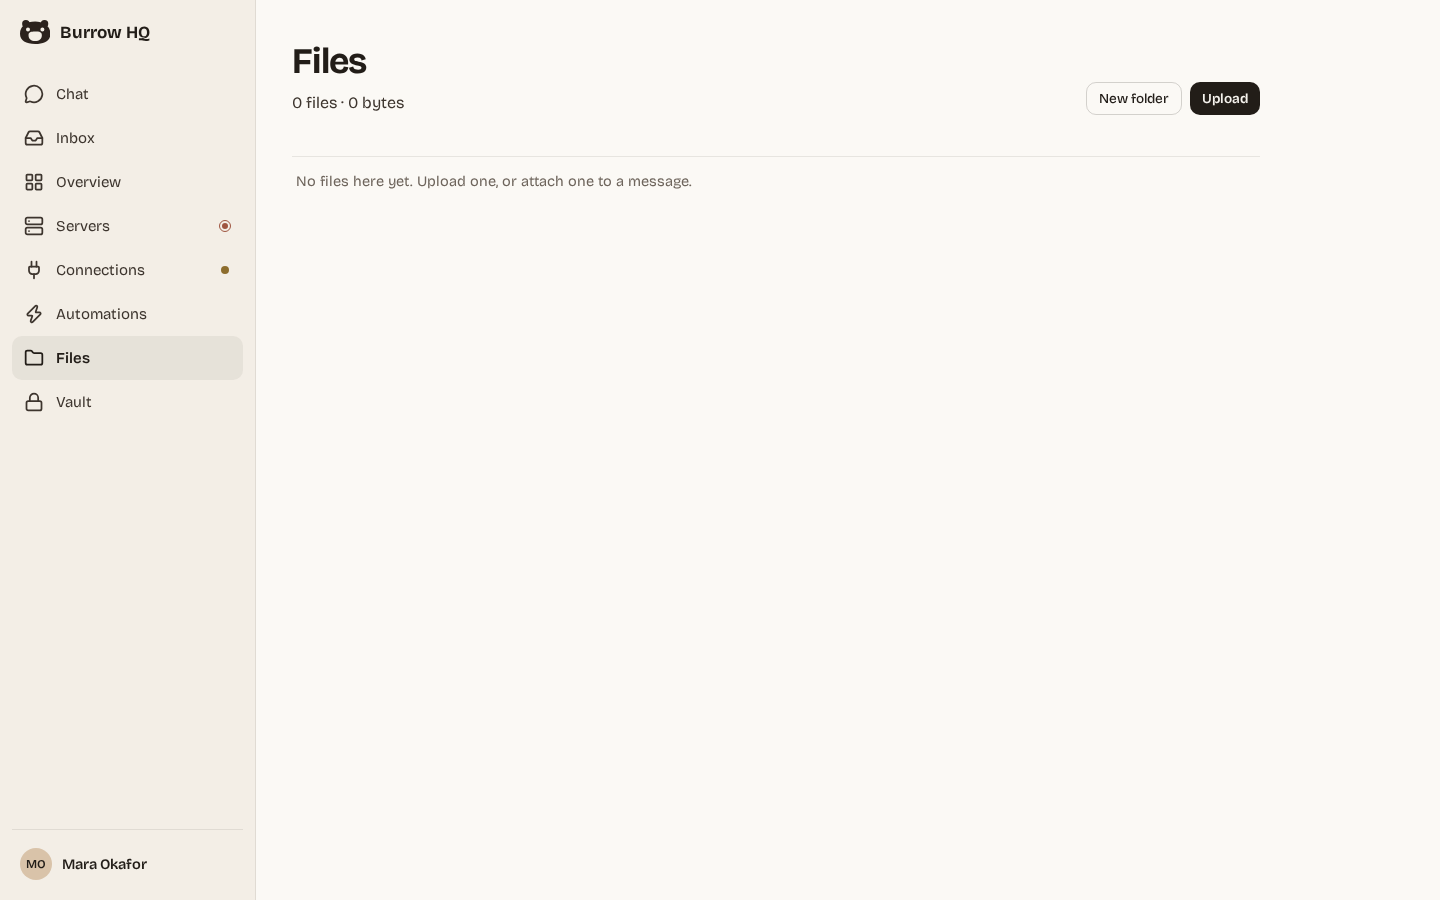 Burrow HQ
Chat
Inbox
Overview
Servers
Connections
Automations
Files
Vault
MO
Mara Okafor
Files
0 files · 0 bytes
New folder
Upload
No files here yet. Upload one, or attach one to a message.